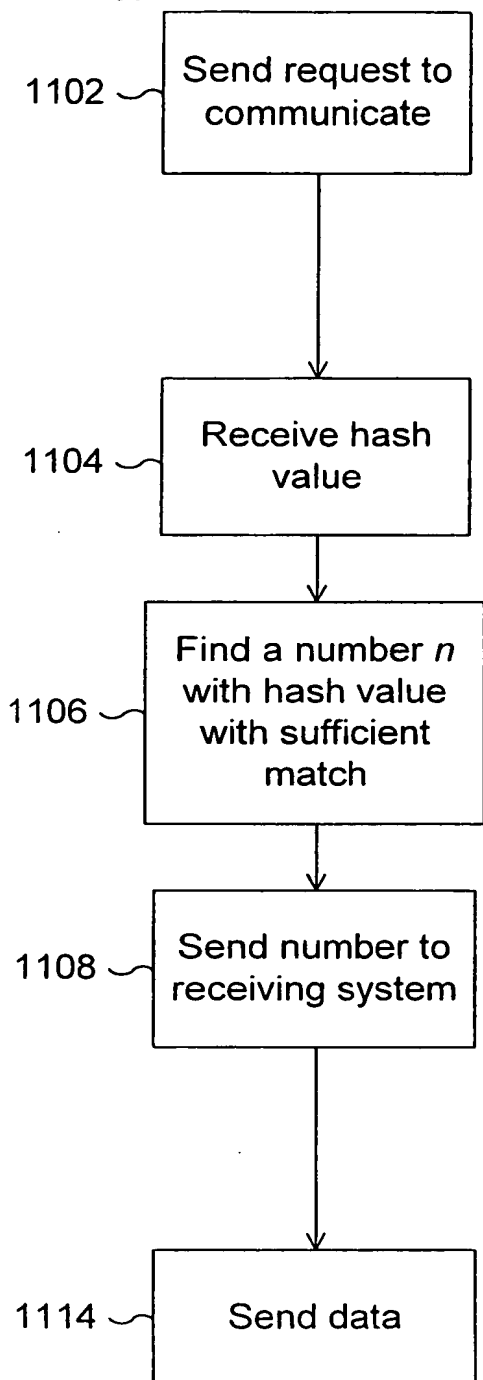 1102
Send request to
communicate
1104
Receive hash
value
1106
Find a number n
with hash value
with sufficient
match
1108
Send number to
receiving system
1114
Send data